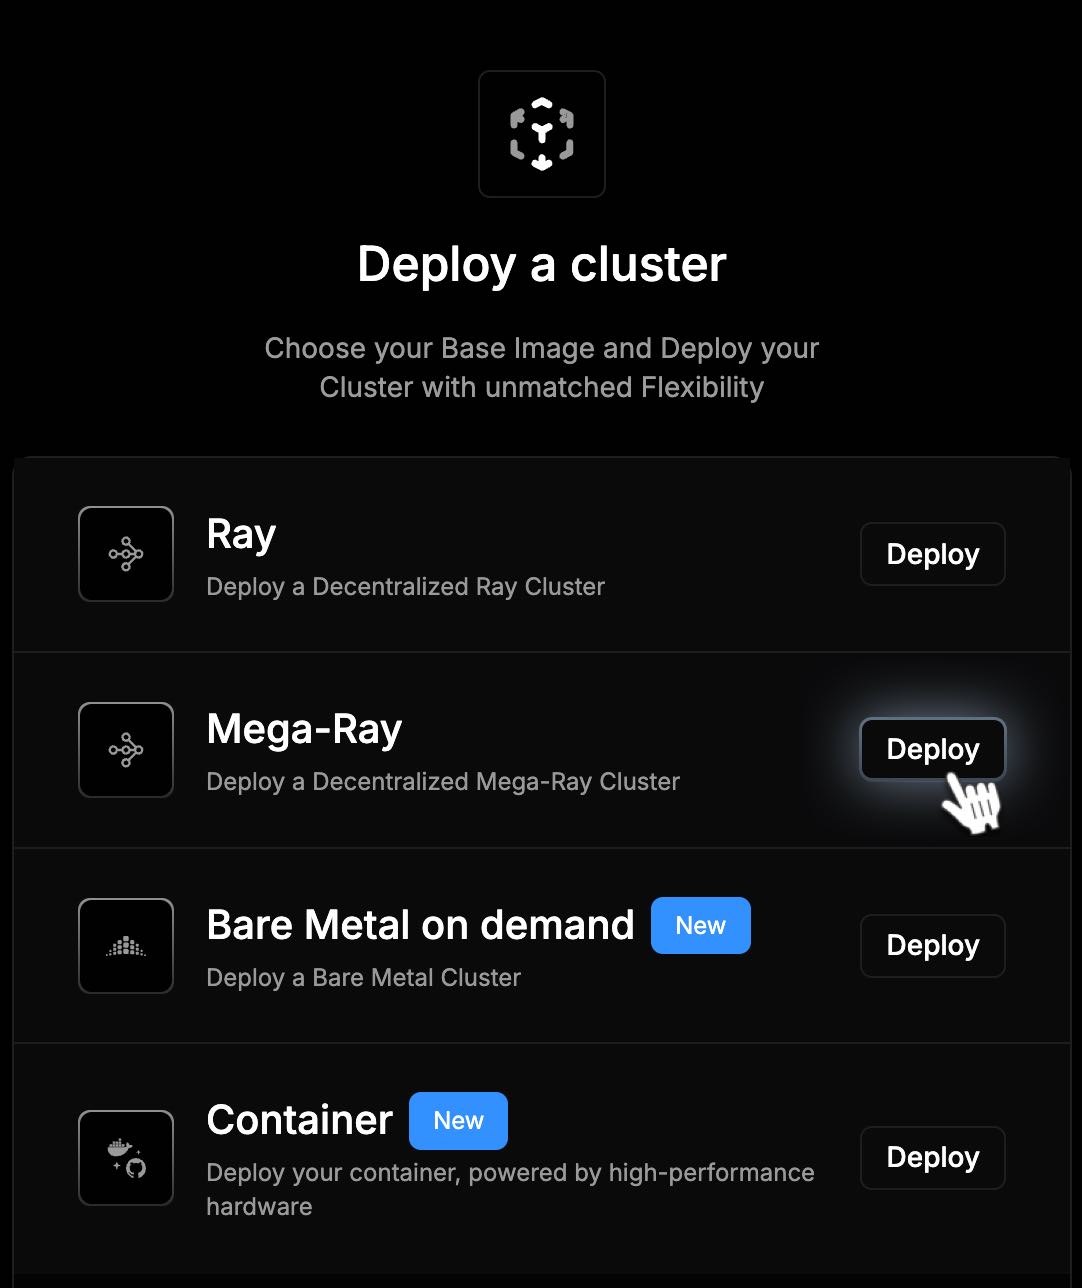 Deploy a cluster
Choose your Base Image and Deploy your
Cluster with unmatched Flexibility
Ray
Deploy a Decentralized Ray Cluster
Deploy
Mega-Ray
Deploy a Decentralized Mega-Ray Cluster
Deploy
Bare Metal on demand New
Deploy a Bare Metal Cluster
Deploy
Container New
Deploy your container, powered by high-performance
hardware
Deploy